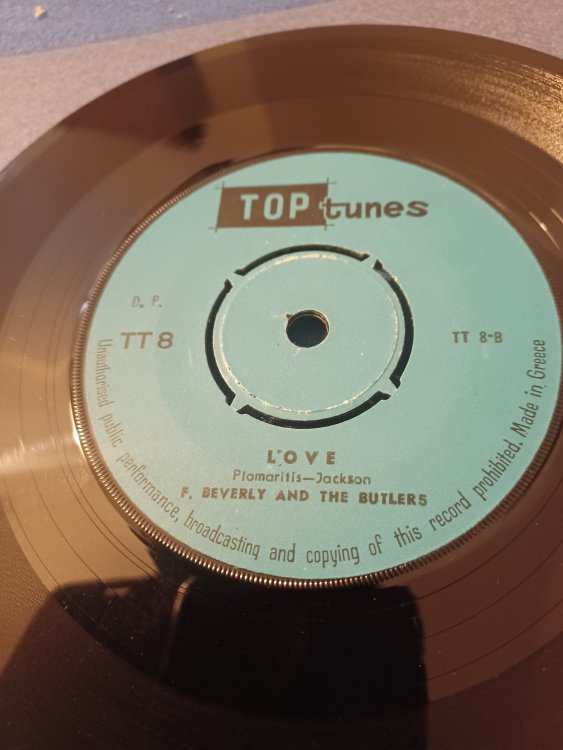 TOP tunes
D. P.
TT 8
TT 8-B
LOVE
Plomaritis—Jackson
F. BEVERLY AND THE BUTLERS
Unauthorised public performance, broadcasting and copying of this record prohibited. Made in Greece